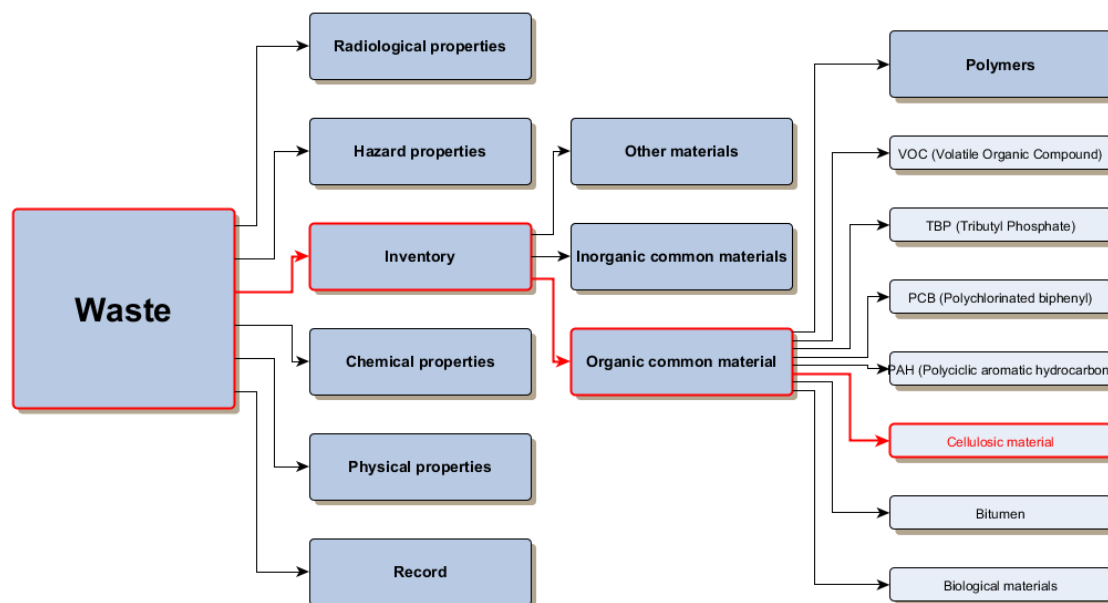 Waste
Radiological properties
Hazard properties
Inventory
Chemical properties
Physical properties
Record
Other materials
Inorganic common materials
Organic common material
Polymers
VOC (Volatile Organic Compound)
TBP (Tributyl Phosphate)
PCB (Polychlorinated biphenyl)
PAH (Polyciclic aromatic hydrocarbon
Cellulosic material
Bitumen
Biological materials